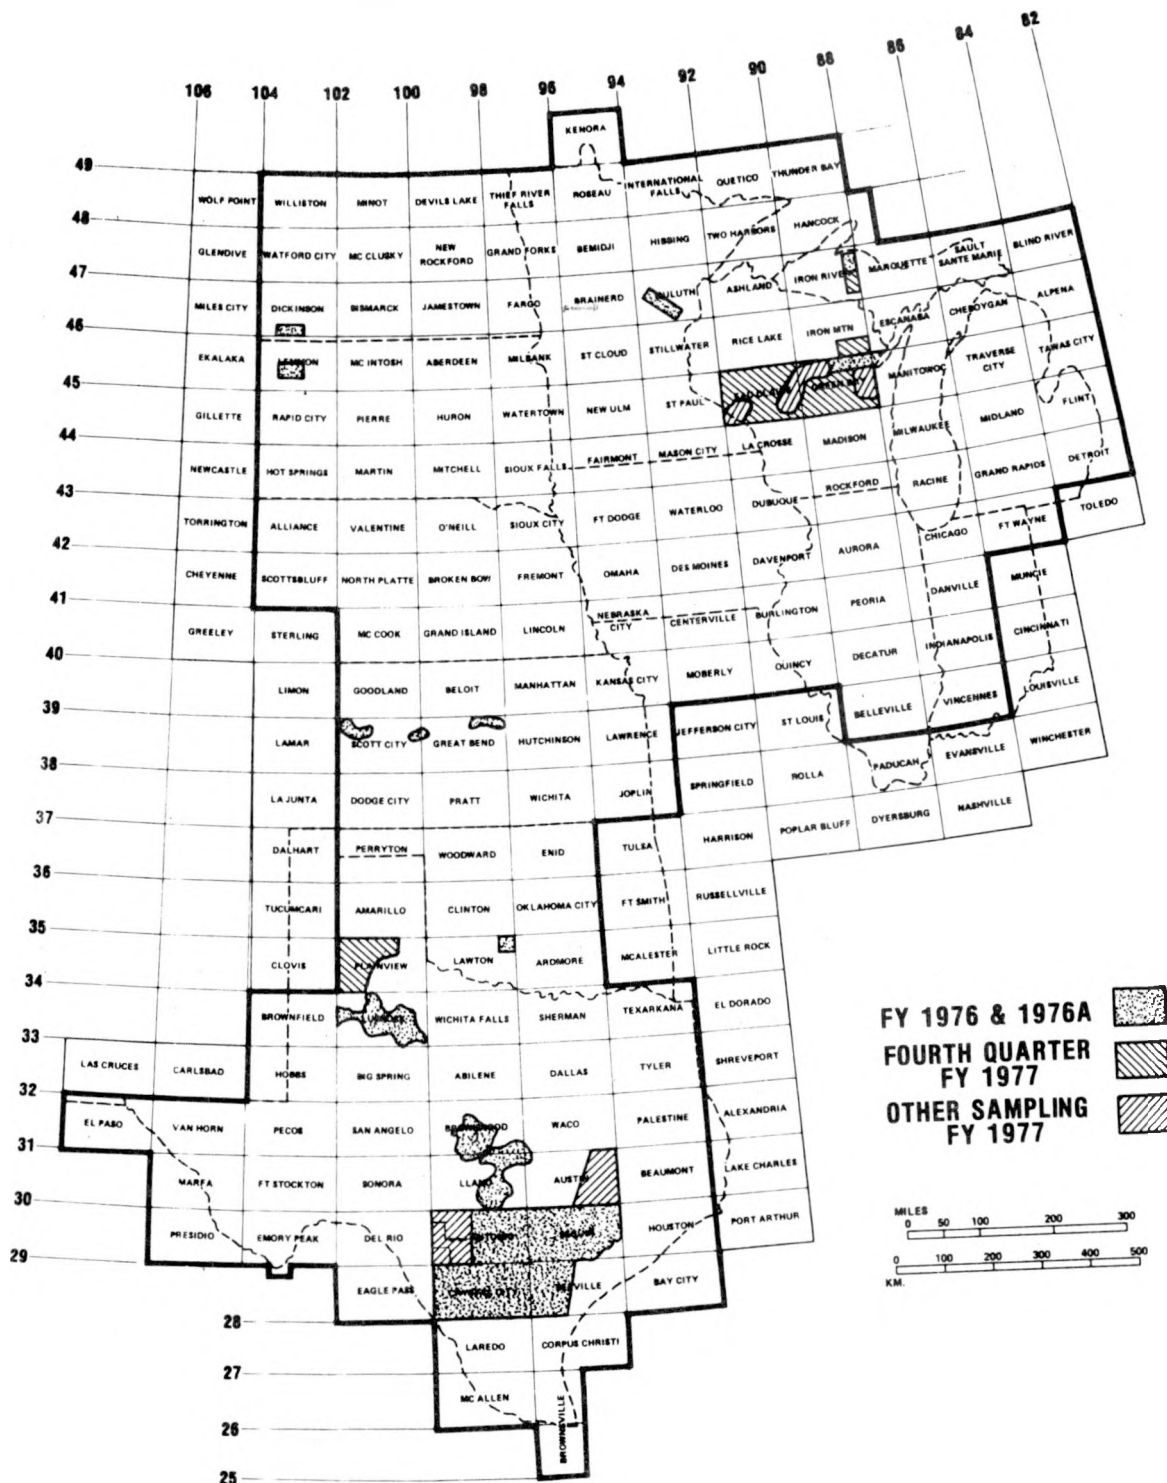 106 104 102 100 98 96 94 92 90 88 86 84 82
KENORA
49
WOLF POINT WILLISTON MINOT DEVILS LAKE THIEF RIVER FALLS ROSEAU INTERNATIONAL FALLS QUETICO THUNDER BAY
48
GLENDIVE WATFORD CITY MC CLUSKY NEW ROCKFORD GRAND FORKS BEMIDJI HIBBING TWO HARBORS HANCOCK
47
MILES CITY DICKINSON BISMARCK JAMESTOWN FARGO BRAINERD DULUTH ASHLAND IRON RIVER MARQUETTE SAULT SANTE MARIE BLIND RIVER
46
EKALAKA LEMMON MC INTOSH ABERDEEN MILBANK ST CLOUD STILLWATER RICE LAKE IRON MTN ESCANABA CHEBOYGAN ALPENA
45
GILLETTE RAPID CITY PIERRE HURON WATERTOWN NEW ULM ST PAUL EAU CLAIRE GREEN BAY MANITOWOC TRAVERSE CITY TAWAS CITY
44
NEWCASTLE HOT SPRINGS MARTIN MITCHELL SIOUX FALLS FAIRMONT MASON CITY LA CROSSE MADISON MILWAUKEE MIDLAND FLINT
43
TORRINGTON ALLIANCE VALENTINE O'NEILL SIOUX CITY FT DODGE WATERLOO DUBUQUE ROCKFORD RACINE GRAND RAPIDS DETROIT
42
CHEYENNE SCOTTSBLUFF NORTH PLATTE BROKEN BOW FREMONT OMAHA DES MOINES DAVENPORT AURORA CHICAGO FT WAYNE TOLEDO
41
GREELEY STERLING MC COOK GRAND ISLAND LINCOLN NEBRASKA CITY CENTERVILLE BURLINGTON PEORIA DANVILLE MUNCIE
40
LIMON GOODLAND BELOIT MANHATTAN KANSAS CITY MOBERLY QUINCY DECATUR INDIANAPOLIS CINCINNATI
39
LAMAR SCOTT CITY GREAT BEND HUTCHINSON LAWRENCE JEFFERSON CITY ST LOUIS BELLEVILLE VINCENNES LOUISVILLE
38
LA JUNTA DODGE CITY PRATT WICHITA JOPLIN SPRINGFIELD ROLLA PADUCAH EVANSVILLE WINCHESTER
37
DALHART PERRYTON WOODWARD ENID TULSA HARRISON POPLAR BLUFF DYERSBURG NASHVILLE
36
TUCUMCARI AMARILLO CLINTON OKLAHOMA CITY FT SMITH RUSSELLVILLE
35
CLOVIS PLAINVIEW LAWTON ARDMORE MCALESTER LITTLE ROCK
34
BROWNFIELD LUBBOCK WICHITA FALLS SHERMAN TEXARKANA EL DORADO
33
LAS CRUCES CARLSBAD HOBBS BIG SPRING ABILENE DALLAS TYLER SHREVEPORT
32
EL PASO VAN HORN PECOS SAN ANGELO BROWNWOOD WACO PALESTINE ALEXANDRIA
31
MARFA FT STOCKTON SONORA LLANO AUSTIN BEAUMONT LAKE CHARLES
30
PRESIDIO EMORY PEAK DEL RIO SEGUIN HOUSTON PORT ARTHUR
29
EAGLE PASS CRYSTAL CITY BEEVILLE BAY CITY
28
LAREDO CORPUS CHRISTI
27
MC ALLEN BROWNSVILLE
26
25
FY 1976 & 1976A
FOURTH QUARTER
FY 1977
OTHER SAMPLING
FY 1977
MILES
0 50 100 200 300
0 100 200 300 400 500
KM.